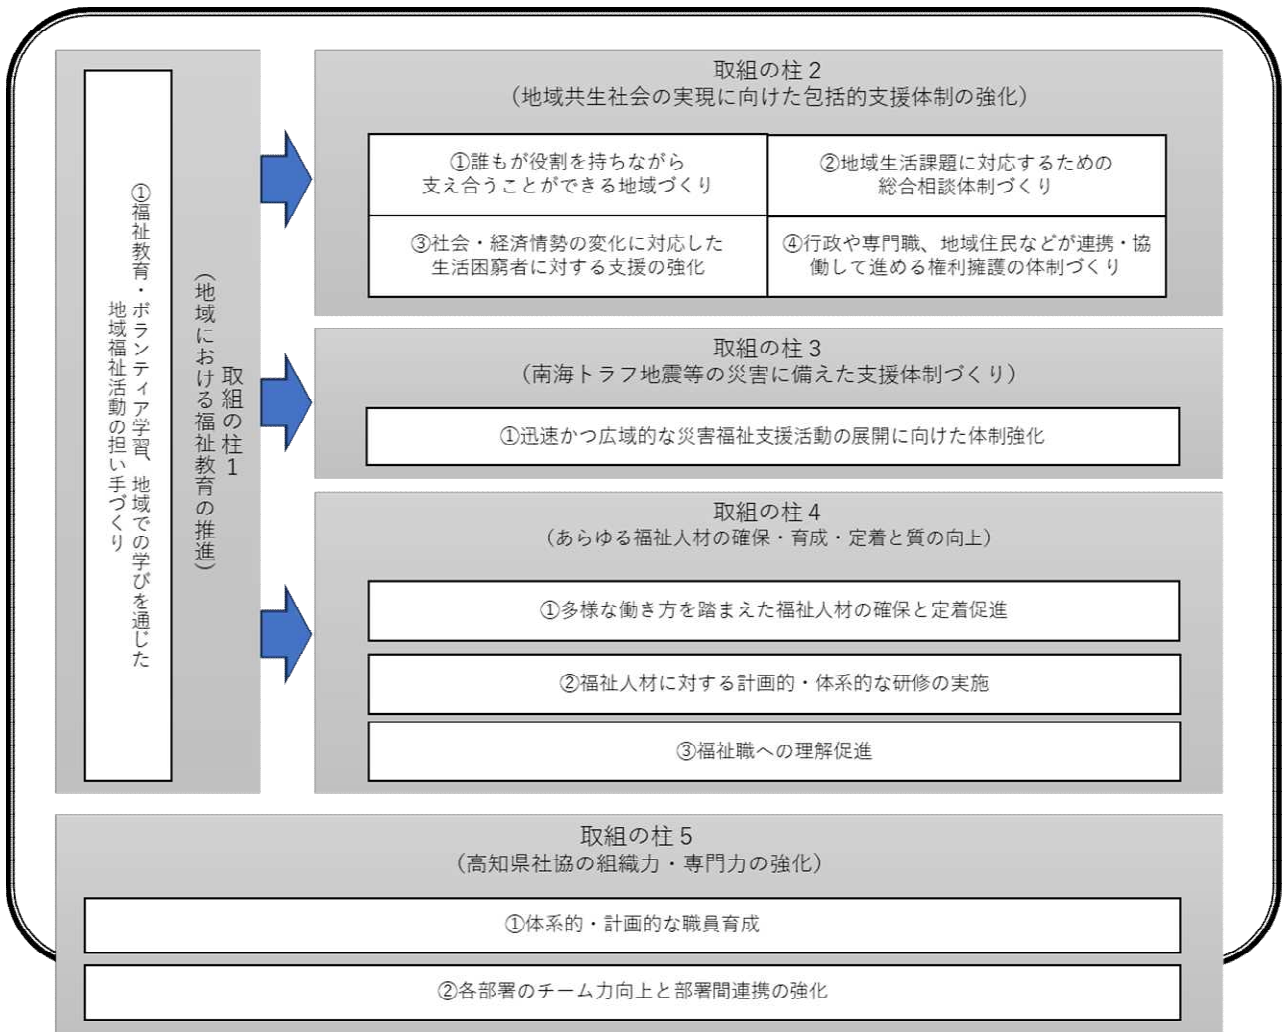 取組の柱1
（地域における福祉教育の推進）
①福祉教育・ボランティア学習、地域での学びを通じた
地域福祉活動の担い手づくり
取組の柱2
（地域共生社会の実現に向けた包括的支援体制の強化）
①誰もが役割を持ちながら
支え合うことができる地域づくり
②地域生活課題に対応するための
総合相談体制づくり
③社会・経済情勢の変化に対応した
生活困窮者に対する支援の強化
④行政や専門職、地域住民などが連携・協
働して進める権利擁護の体制づくり
取組の柱3
（南海トラフ地震等の災害に備えた支援体制づくり）
①迅速かつ広域的な災害福祉支援活動の展開に向けた体制強化
取組の柱4
（あらゆる福祉人材の確保・育成・定着と質の向上）
①多様な働き方を踏まえた福祉人材の確保と定着促進
②福祉人材に対する計画的・体系的な研修の実施
③福祉職への理解促進
取組の柱5
（高知県社協の組織力・専門力の強化）
①体系的・計画的な職員育成
②各部署のチーム力向上と部署間連携の強化